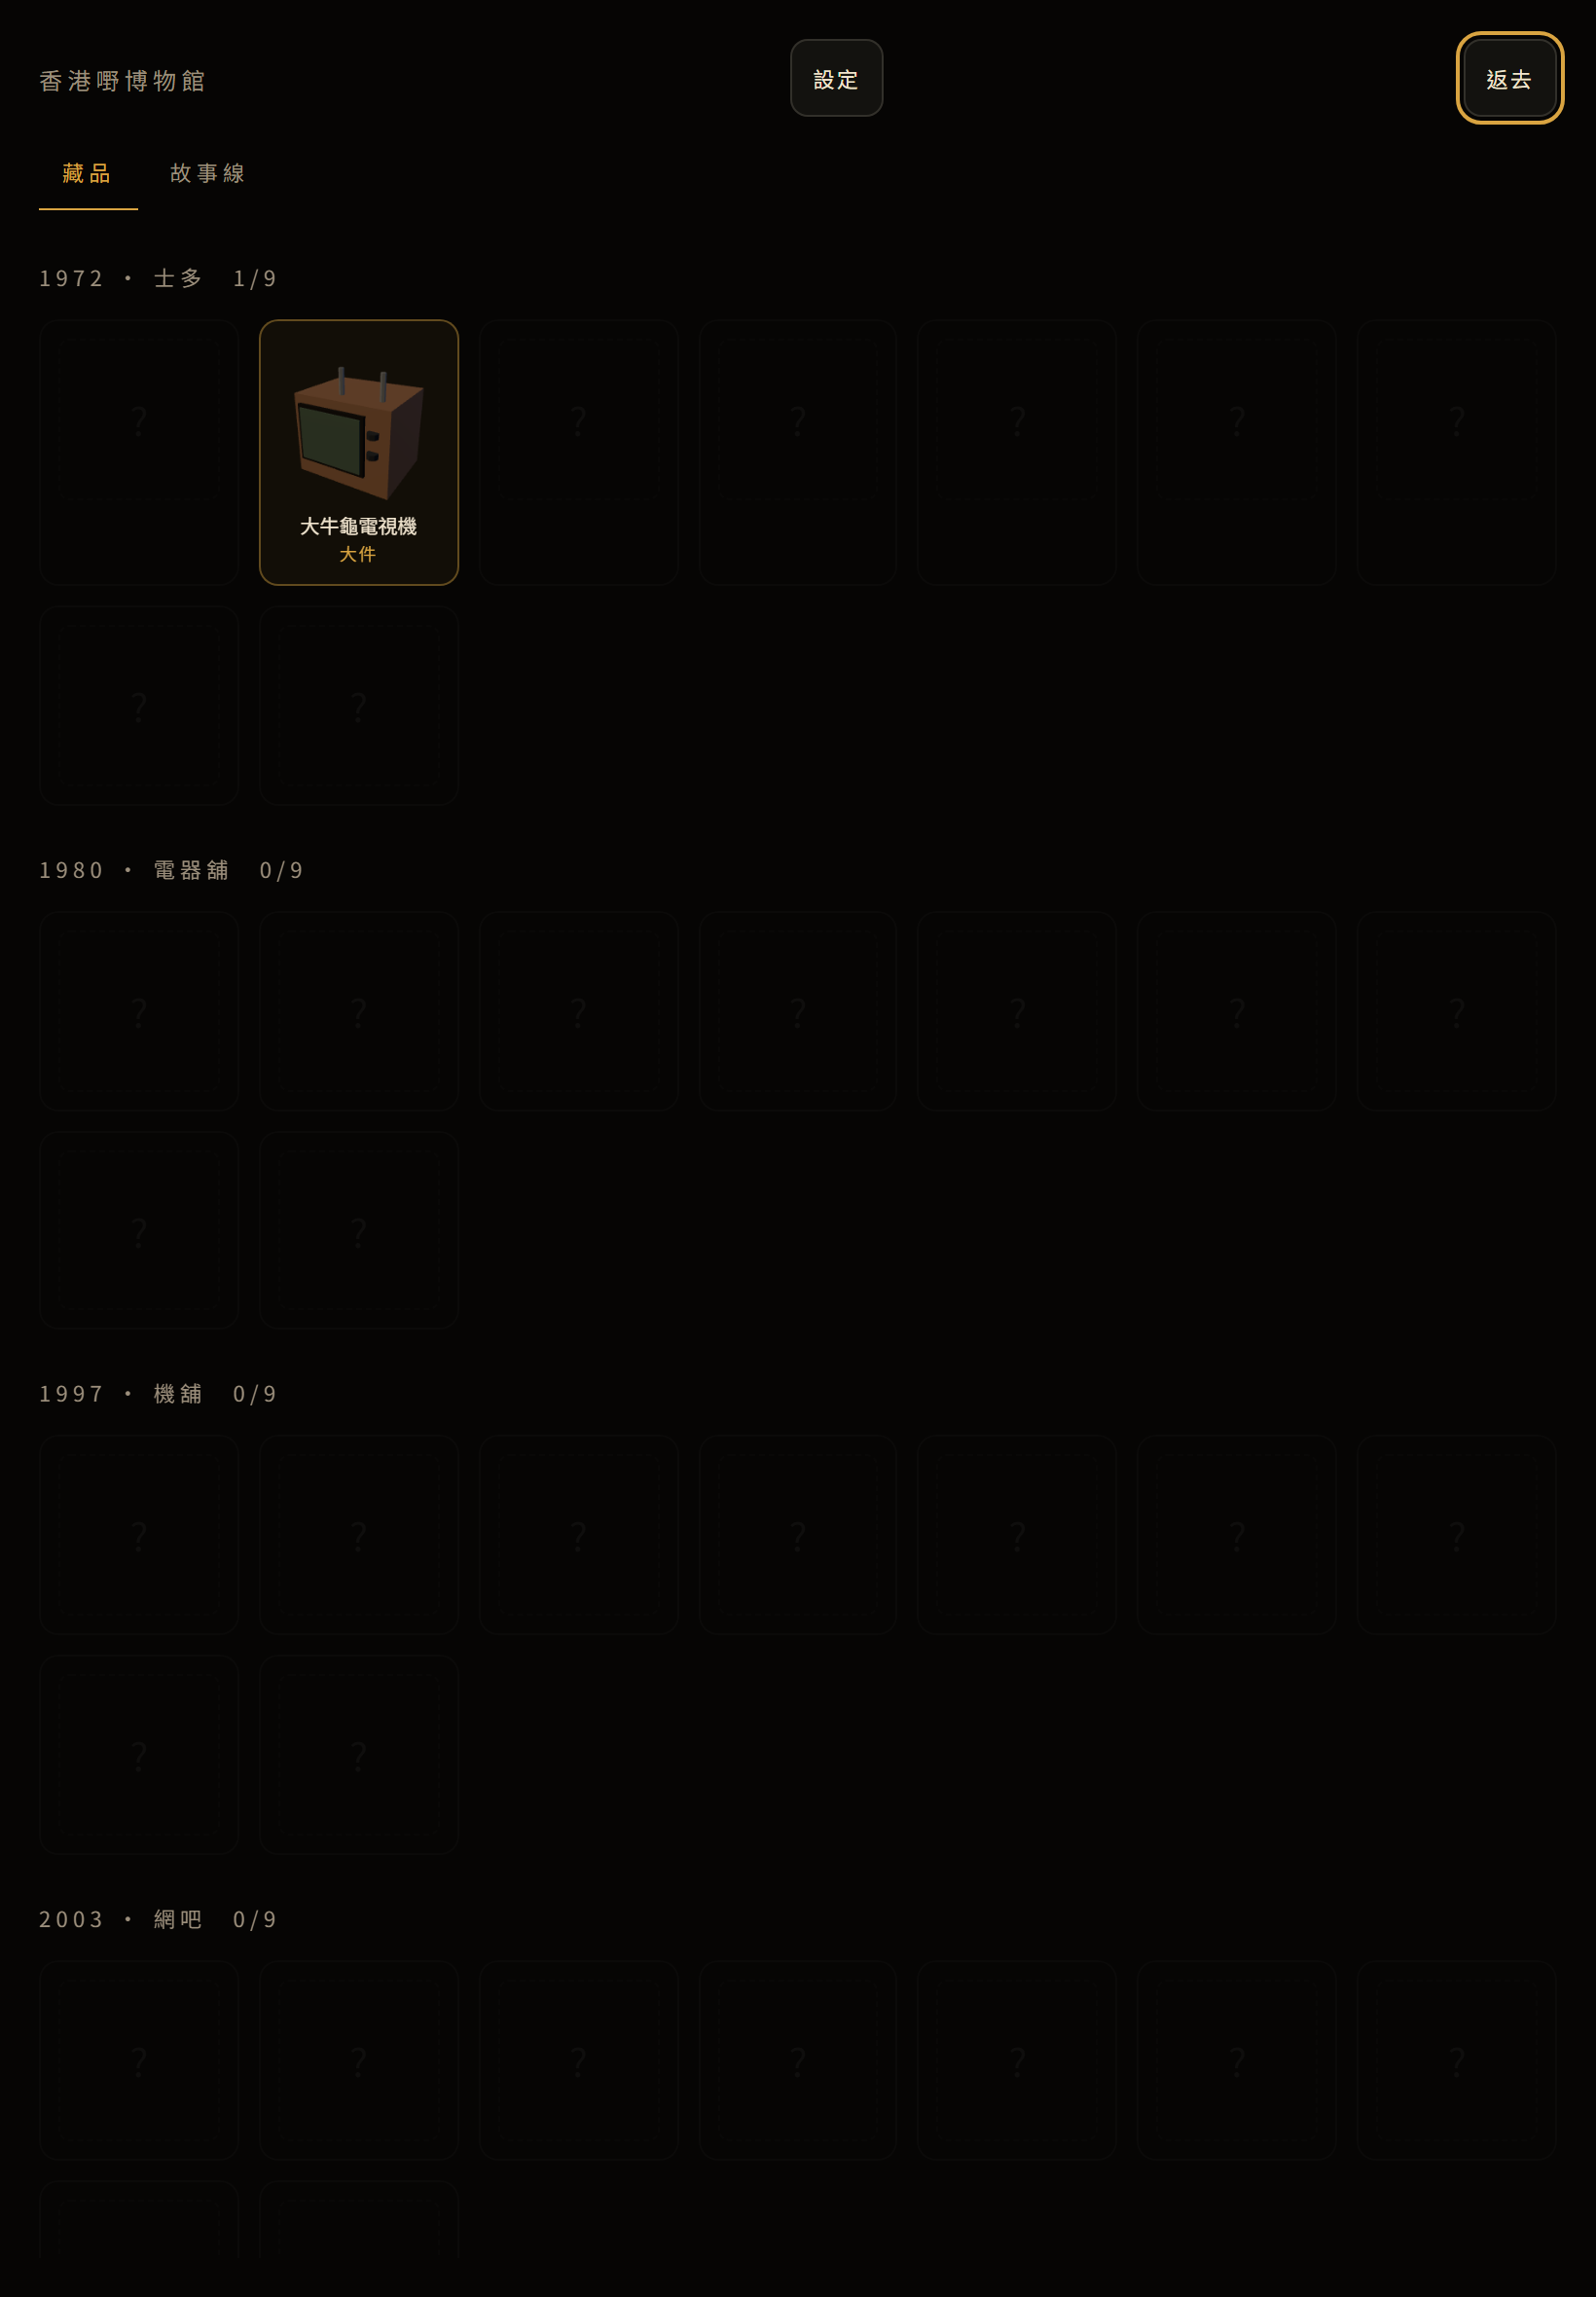 香港嘢博物館 設定 返去
藏品 故事線
1972 · 士多 1/9
? ? ? ? ? ?
大牛龜電視機
大件
? ?
1980 · 電器舖 0/9
? ? ? ? ? ? ?
? ?
1997 · 機舖 0/9
? ? ? ? ? ? ?
? ?
2003 · 網吧 0/9
? ? ? ? ? ? ?